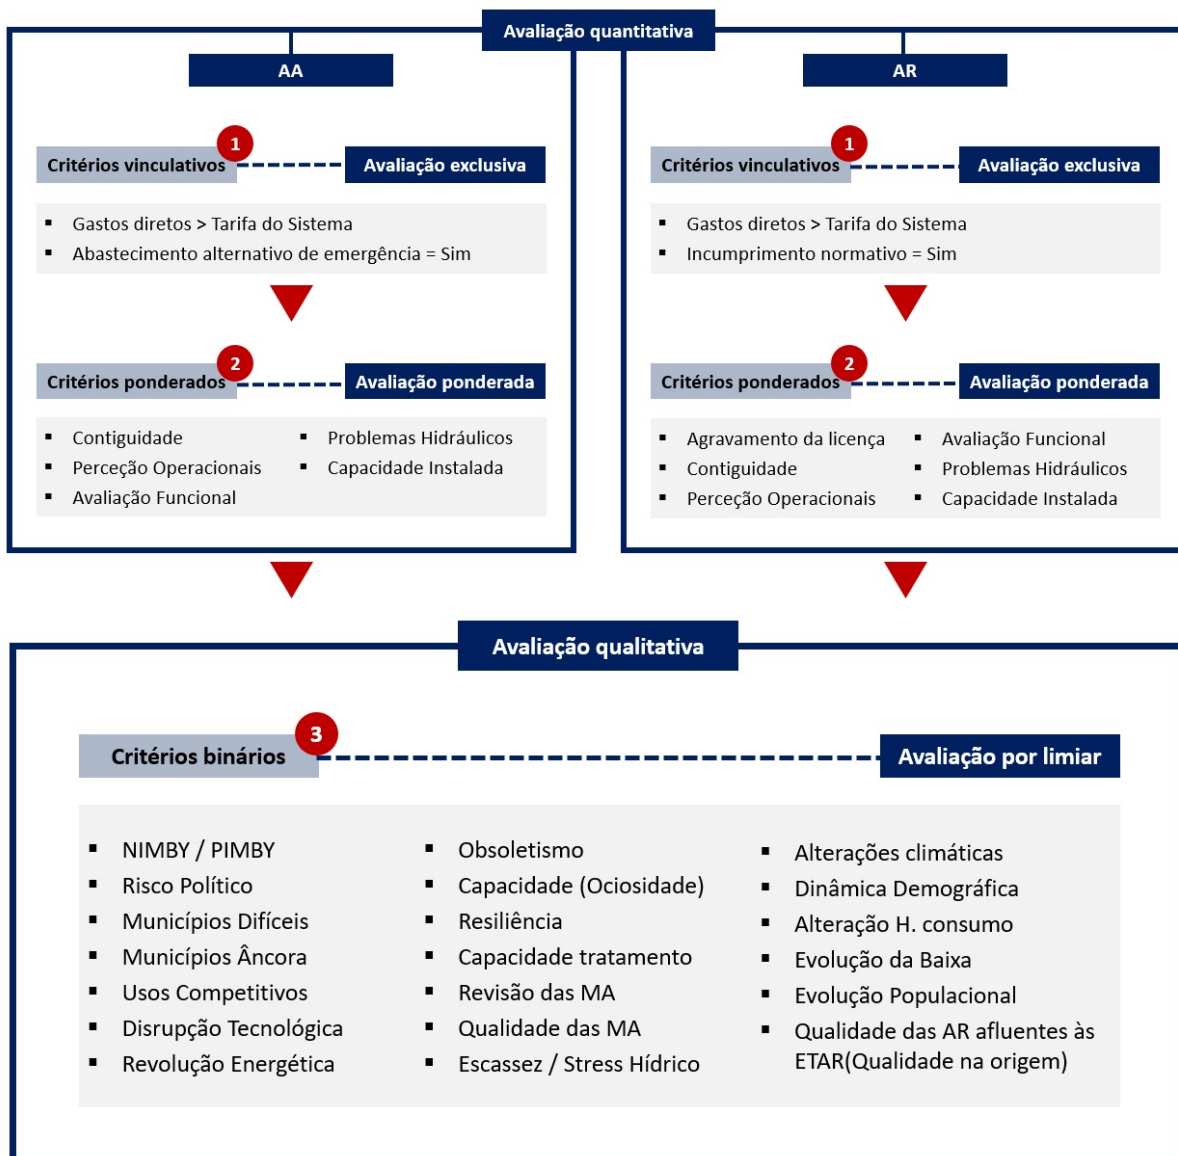 Avaliação quantitativa
AA
1
Critérios vinculativos
Avaliação exclusiva
▪ Gastos diretos > Tarifa do Sistema
▪ Abastecimento alternativo de emergência = Sim
2
Critérios ponderados
Avaliação ponderada
▪ Contiguidade
▪ Perceção Operacionais
▪ Avaliação Funcional
▪ Problemas Hidráulicos
▪ Capacidade Instalada
AR
1
Critérios vinculativos
Avaliação exclusiva
▪ Gastos diretos > Tarifa do Sistema
▪ Incumprimento normativo = Sim
2
Critérios ponderados
Avaliação ponderada
▪ Agravamento da licença
▪ Contiguidade
▪ Perceção Operacionais
▪ Avaliação Funcional
▪ Problemas Hidráulicos
▪ Capacidade Instalada
Avaliação qualitativa
3
Critérios binários
Avaliação por limiar
▪ NIMBY / PIMBY
▪ Risco Político
▪ Municípios Difíceis
▪ Municípios Âncora
▪ Usos Competitivos
▪ Disrupção Tecnológica
▪ Revolução Energética
▪ Obsoletismo
▪ Capacidade (Ociosidade)
▪ Resiliência
▪ Capacidade tratamento
▪ Revisão das MA
▪ Qualidade das MA
▪ Escassez / Stress Hídrico
▪ Alterações climáticas
▪ Dinâmica Demográfica
▪ Alteração H. consumo
▪ Evolução da Baixa
▪ Evolução Populacional
▪ Qualidade das AR afluentes às
ETAR(Qualidade na origem)